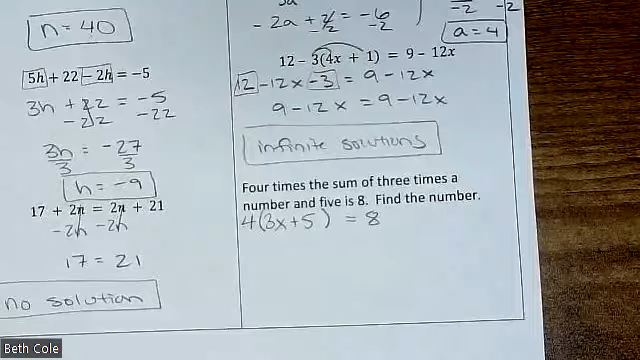 n = 40
5h + 22 - 2h = -5
3h + 22 = -5
-22 -22
3h = -27
3 3
h = -9
17 + 2n = 2n + 21
-2n -2n
17 = 21
no solution
-2a + 2 = -6
-2 -2
-2 -2
a = 4
12 – 3(4x + 1) = 9 – 12x
12 -12x -3 = 9 - 12x
9 - 12x = 9 - 12x
infinite solutions
Four times the sum of three times a
number and five is 8. Find the number.
4(3x+5) = 8
Beth Cole